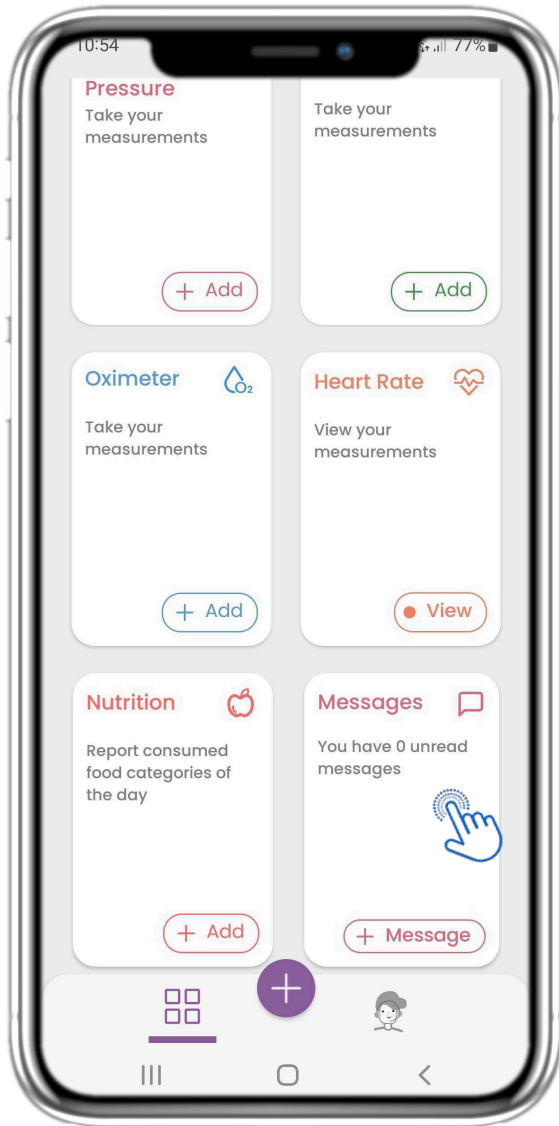 10:54
77%
Pressure
Take your
measurements
Take your
measurements
+ Add
+ Add
Oximeter
O2
Heart Rate
Take your
measurements
View your
measurements
+ Add
View
Nutrition
Messages
Report consumed
food categories of
the day
You have 0 unread
messages
+ Add
+ Message